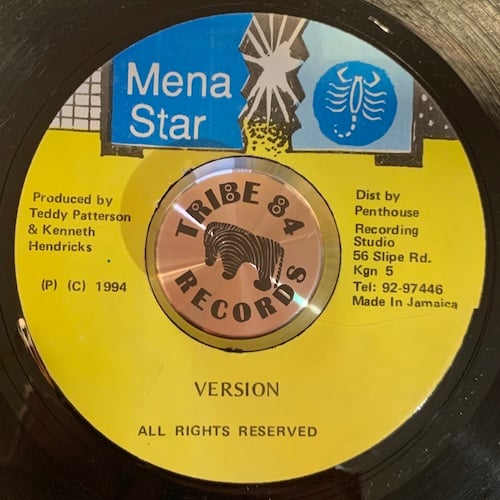 Mena
Star
Produced by
Teddy Patterson
& Kenneth
Hendricks
(P) (C) 1994
TRIBE 84
RECORDS
Dist by
Penthouse
Recording
Studio
56 Slipe Rd.
Kgn 5
Tel: 92-97446
Made In Jamaica
VERSION
ALL RIGHTS RESERVED